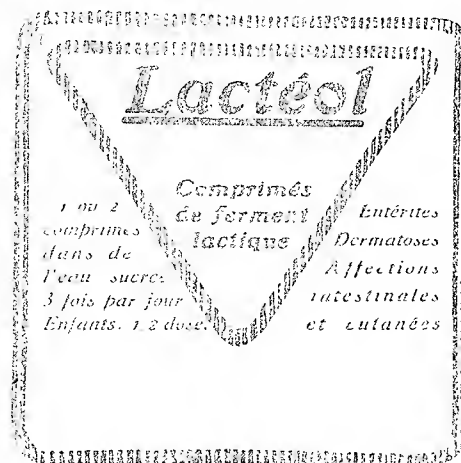 Lactéol
Comprimés
de ferment
lactique
1 ou 2
comprimés
dans de
l'eau sucré.
3 fois par jour
Enfants. 1/2 dose.
Entérites
Dermatoses
Affections
intestinales
et cutanées